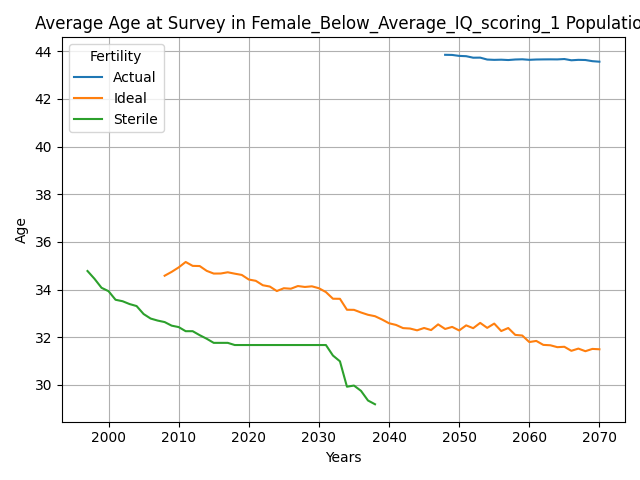 Average Age at Survey in Female_Below_Average_IQ_scoring_1 Populatio
Fertility
Actual
Ideal
Sterile
44
42
40
38
36
34
32
30
Age
2000 2010 2020 2030 2040 2050 2060 2070
Years